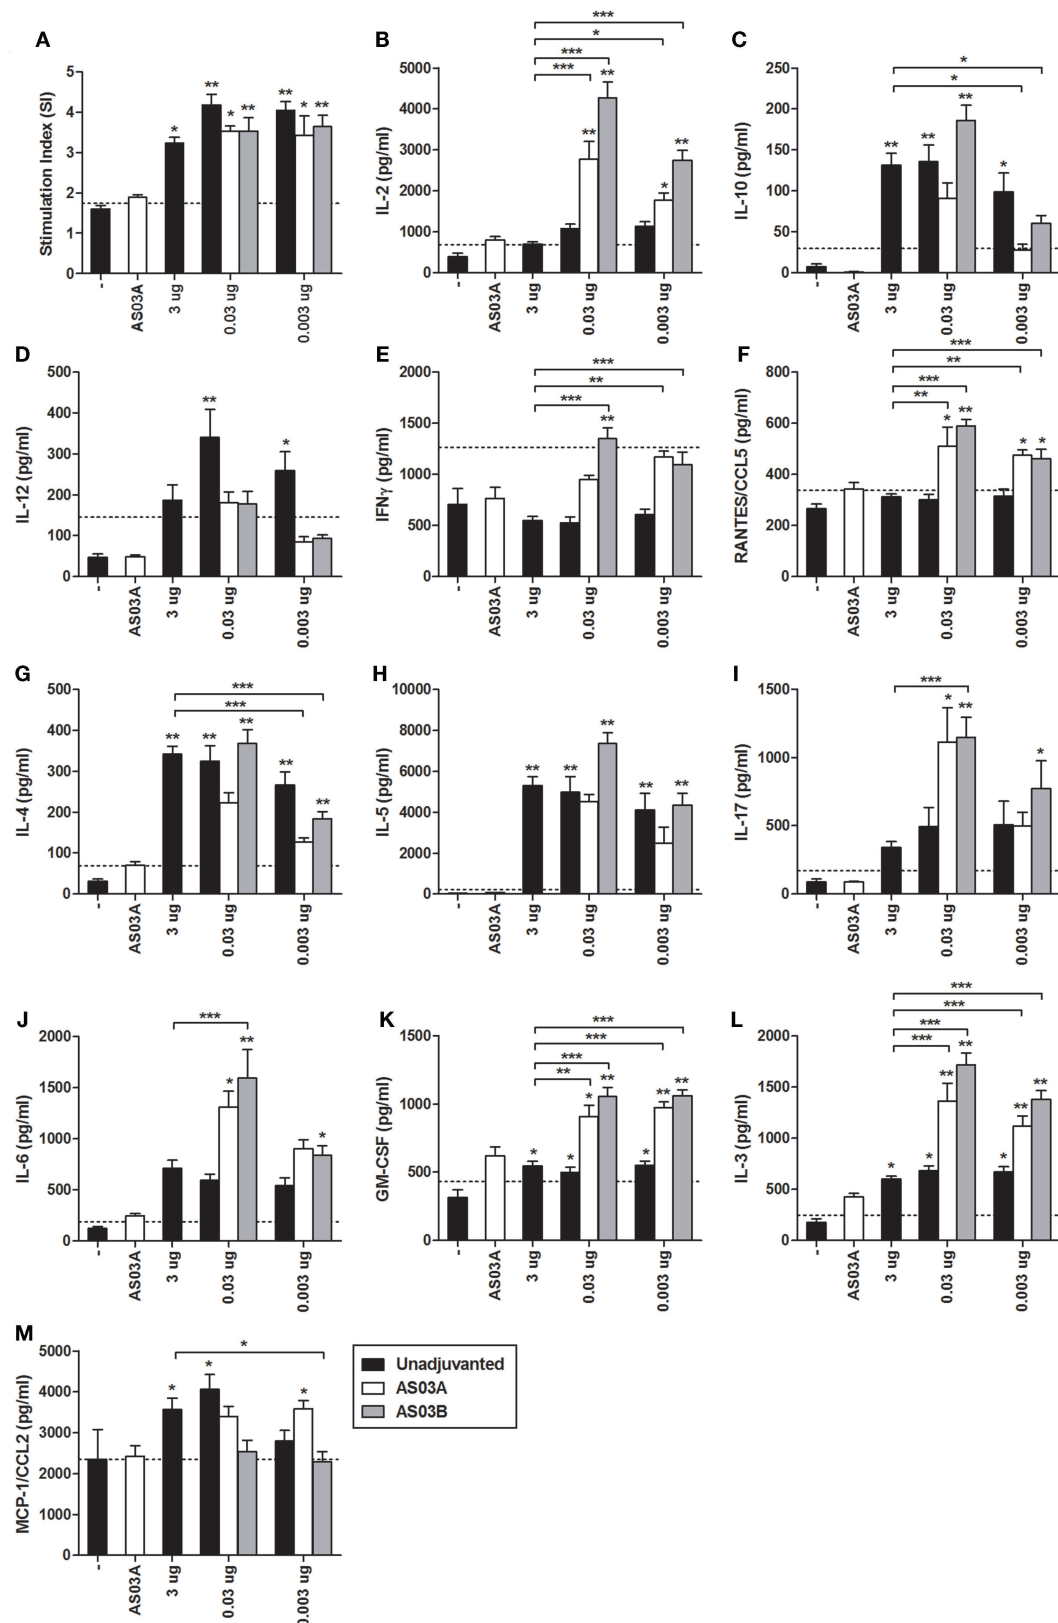 A
Stimulation Index (SI)
5
4
3
2
1
0
*
**
*
**
**
*
**
-
AS03A
3 ug
0.03 ug
0.003 ug
B
IL-2 (pg/ml)
5000
4000
3000
2000
1000
0
***
*
***
***
**
**
*
**
-
AS03A
3 ug
0.03 ug
0.003 ug
C
IL-10 (pg/ml)
250
200
150
100
50
0
*
*
**
**
**
*
-
AS03A
3 ug
0.03 ug
0.003 ug
D
IL-12 (pg/ml)
500
400
300
200
100
0
**
*
-
AS03A
3 ug
0.03 ug
0.003 ug
E
IFNγ (pg/ml)
2000
1500
1000
500
0
***
**
***
**
-
AS03A
3 ug
0.03 ug
0.003 ug
F
RANTES/CCL5 (pg/ml)
800
600
400
200
0
***
**
***
**
*
**
*
*
-
AS03A
3 ug
0.03 ug
0.003 ug
G
IL-4 (pg/ml)
500
400
300
200
100
0
***
***
**
**
**
**
**
-
AS03A
3 ug
0.03 ug
0.003 ug
H
IL-5 (pg/ml)
10000
8000
6000
4000
2000
0
**
**
**
**
**
-
AS03A
3 ug
0.03 ug
0.003 ug
I
IL-17 (pg/ml)
1500
1000
500
0
***
*
**
*
-
AS03A
3 ug
0.03 ug
0.003 ug
J
IL-6 (pg/ml)
2000
1500
1000
500
0
***
*
**
*
-
AS03A
3 ug
0.03 ug
0.003 ug
K
GM-CSF (pg/ml)
1500
1000
500
0
***
***
***
**
*
*
*
**
*
**
**
-
AS03A
3 ug
0.03 ug
0.003 ug
L
IL-3 (pg/ml)
2000
1500
1000
500
0
***
***
***
***
*
*
**
**
*
**
**
-
AS03A
3 ug
0.03 ug
0.003 ug
M
MCP-1/CCL2 (pg/ml)
5000
4000
3000
2000
1000
0
*
*
*
*
-
AS03A
3 ug
0.03 ug
0.003 ug
Unadjuvanted
AS03A
AS03B